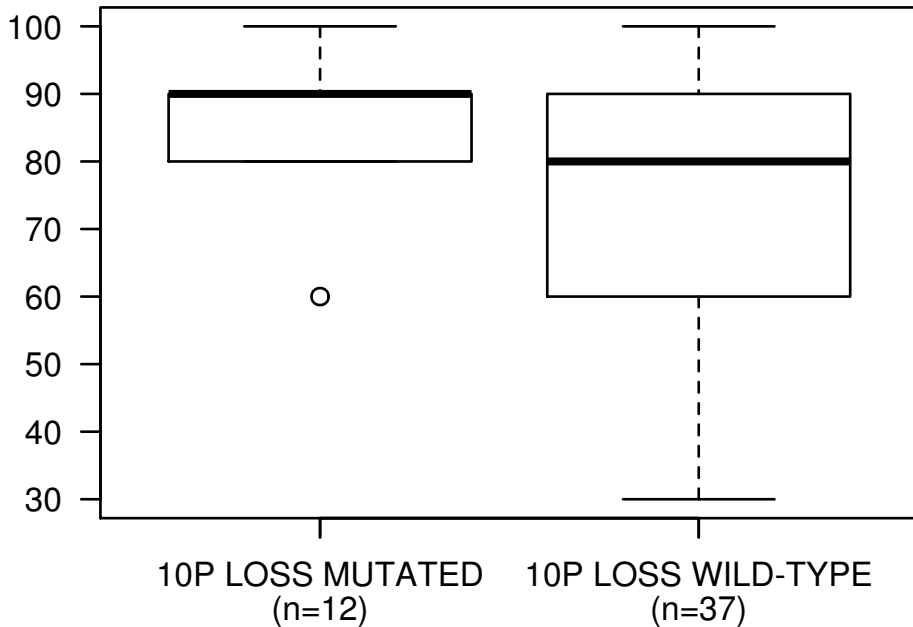 100
90
80
70
60
50
40
30
10P LOSS MUTATED
(n=12)
10P LOSS WILD-TYPE
(n=37)